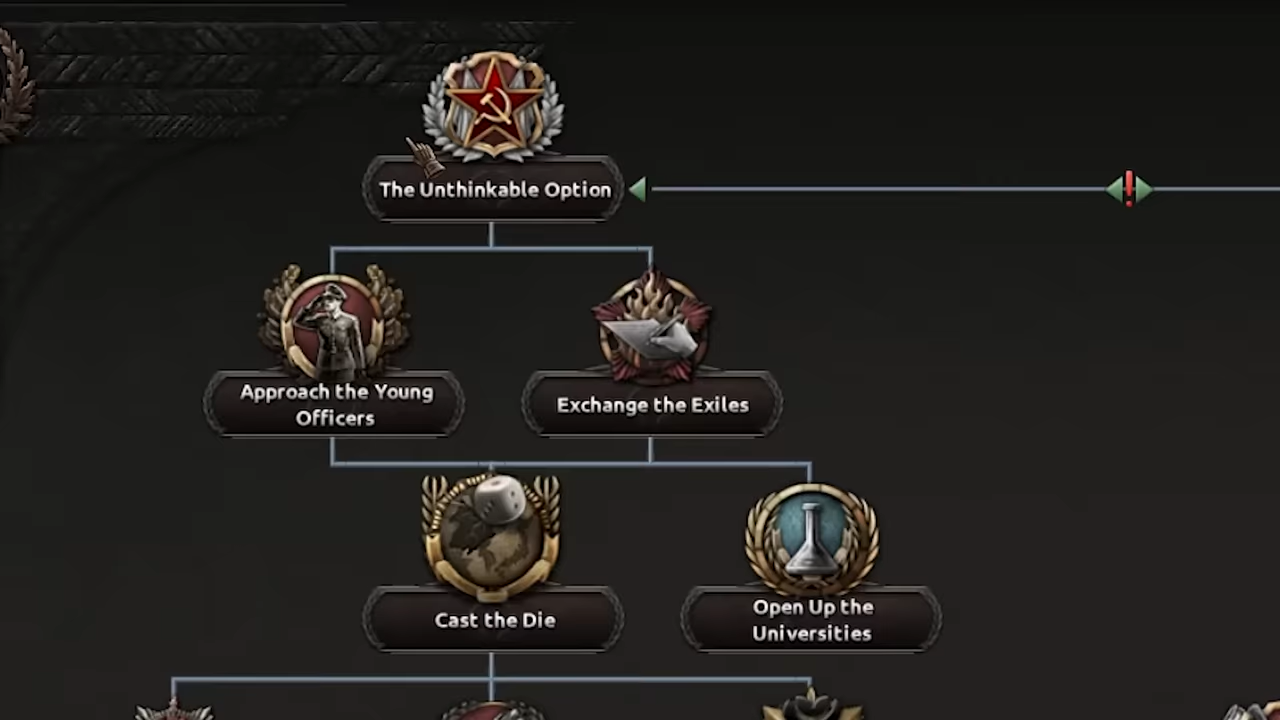 The Unthinkable Option
Approach the Young
Officers
Exchange the Exiles
Cast the Die
Open Up the
Universities